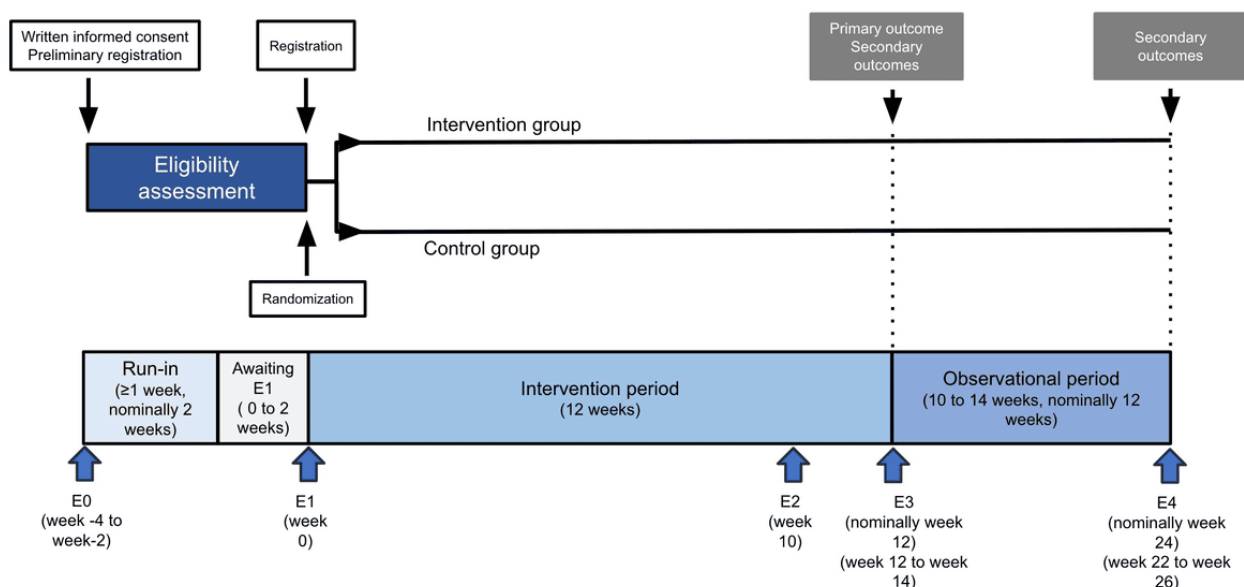 Written informed consent
Preliminary registration
Registration
Primary outcome
Secondary
outcomes
Secondary
outcomes
Intervention group
Eligibility
assessment
Control group
Randomization
Run-in
(≥1 week,
nominally 2
weeks)
Awaiting
E1
( 0 to 2
weeks)
Intervention period
(12 weeks)
Observational period
(10 to 14 weeks, nominally 12
weeks)
E0
(week -4 to
week-2)
E1
(week
0)
E2
(week
10)
E3
(nominally week
12)
(week 12 to week
14)
E4
(nominally week
24)
(week 22 to week
26)